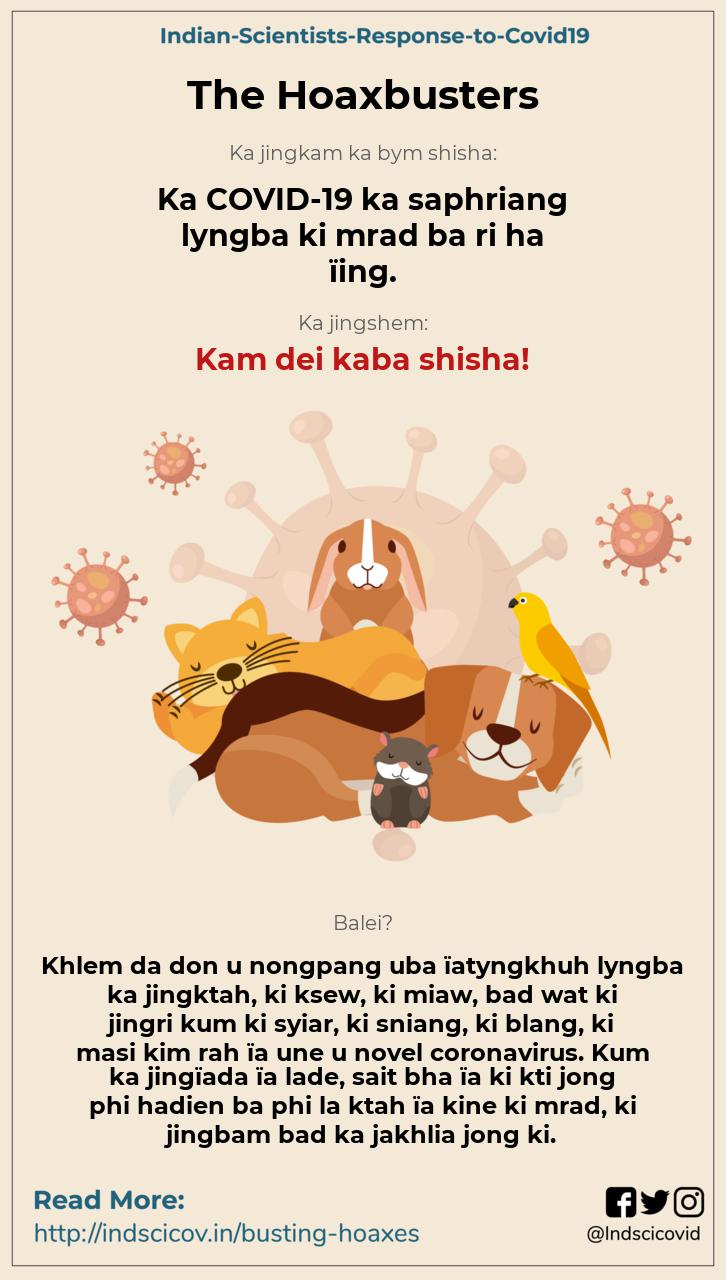 Indian-Scientists-Response-to-Covid19
The Hoaxbusters
Ka jingkam ka bym shisha:
Ka COVID-19 ka saphriang
lyngba ki mrad ba ri ha
ïing.
Ka jingshem:
Kam dei kaba shisha!
Balei?
Khlem da don u nongpang uba ïatyngkhuh lyngba
ka jingktah, ki ksew, ki miaw, bad wat ki
jingri kum ki syiar, ki sniang, ki blang, ki
masi kim rah ïa une u novel coronavirus. Kum
ka jingïada ïa lade, sait bha ïa ki kti jong
phi hadien ba phi la ktah ïa kine ki mrad, ki
jingbam bad ka jakhlia jong ki.
Read More:
http://indscicov.in/busting-hoaxes
@Indscicovid